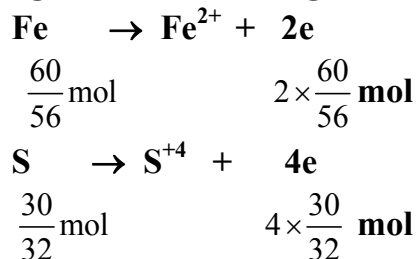 Fe → Fe²⁺ + 2e
60/56 mol 2 × 60/56 mol
S → S⁺⁴ + 4e
30/32 mol 4 × 30/32 mol